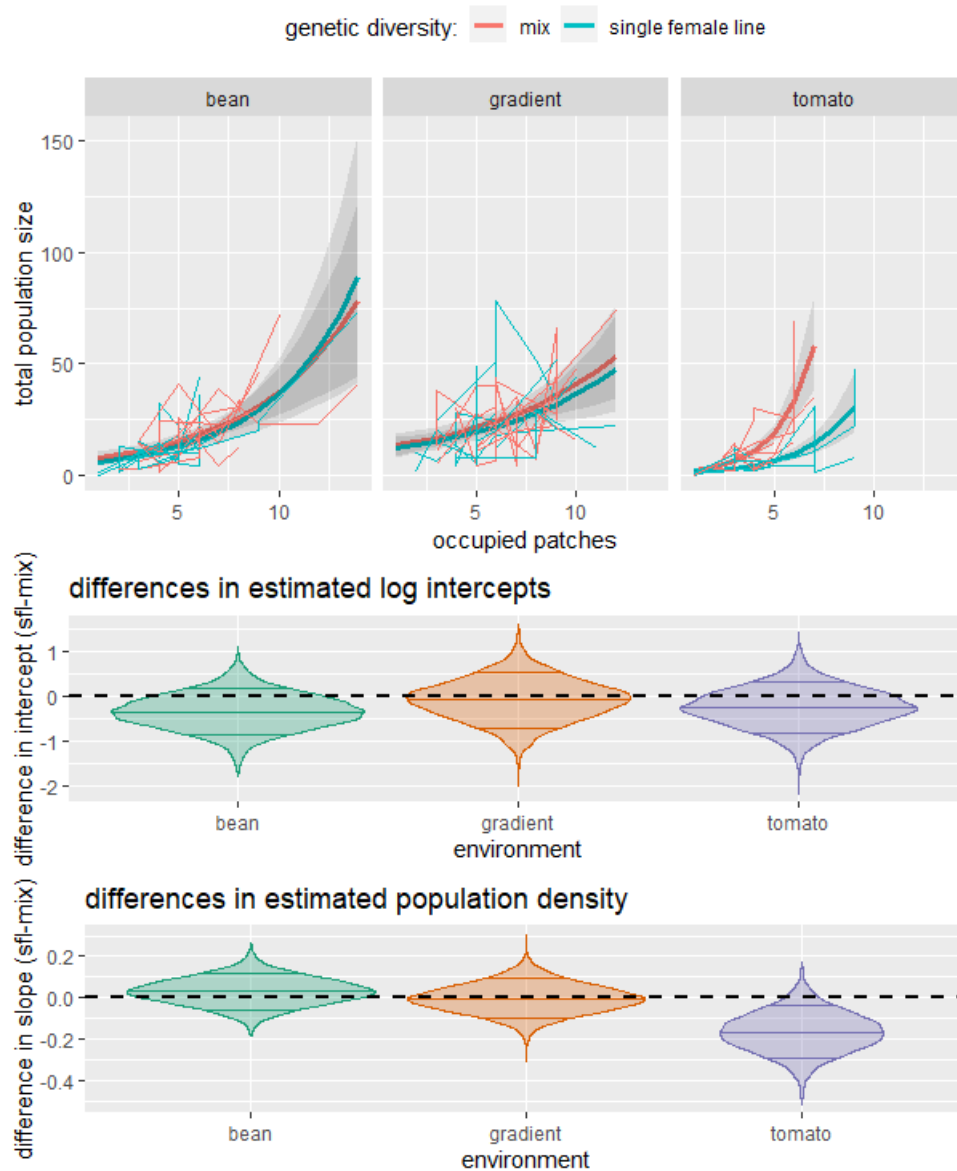 genetic diversity: mix single female line
bean gradient tomato
total population size
150
100
50
0
5 10 5 10 5 10
occupied patches
differences in estimated log intercepts
difference in intercept (sfl-mix)
1
0
-1
-2
bean gradient tomato
environment
differences in estimated population density
difference in slope (sfl-mix)
0.2
0.0
-0.2
-0.4
bean gradient tomato
environment